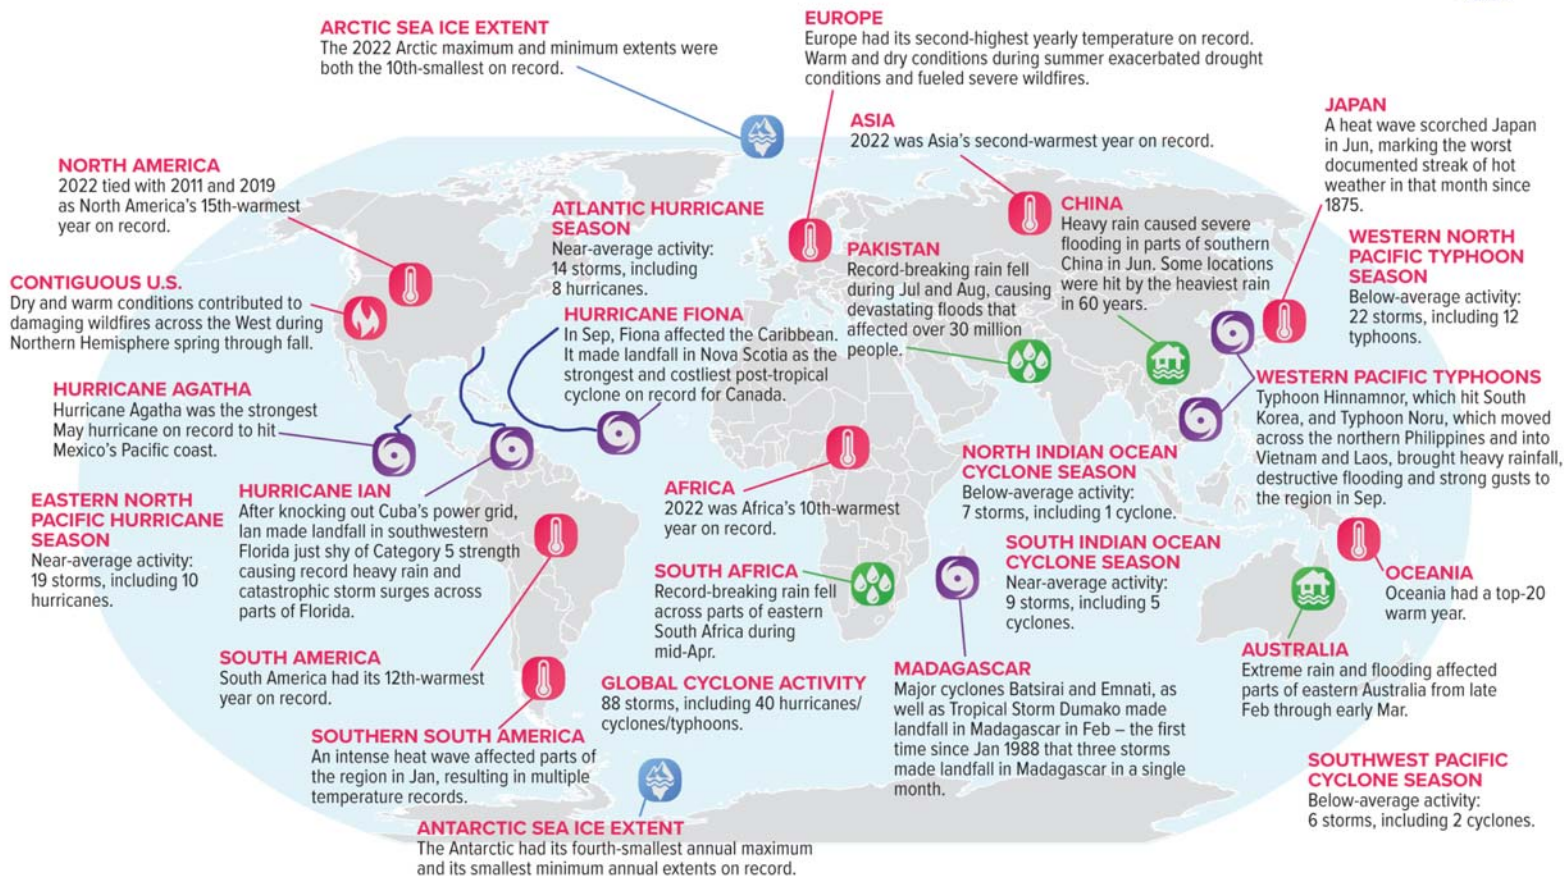 ARCTIC SEA ICE EXTENT
The 2022 Arctic maximum and minimum extents were
both the 10th-smallest on record.
EUROPE
Europe had its second-highest yearly temperature on record.
Warm and dry conditions during summer exacerbated drought
conditions and fueled severe wildfires.
ASIA
2022 was Asia's second-warmest year on record.
JAPAN
A heat wave scorched Japan
in Jun, marking the worst
documented streak of hot
weather in that month since
1875.
NORTH AMERICA
2022 tied with 2011 and 2019
as North America's 15th-warmest
year on record.
ATLANTIC HURRICANE
SEASON
Near-average activity:
14 storms, including
8 hurricanes.
CHINA
Heavy rain caused severe
flooding in parts of southern
China in Jun. Some locations
were hit by the heaviest rain
in 60 years.
PAKISTAN
Record-breaking rain fell
during Jul and Aug, causing
devastating floods that
affected over 30 million
people.
WESTERN NORTH
PACIFIC TYPHOON
SEASON
Below-average activity:
22 storms, including 12
typhoons.
CONTIGUOUS U.S.
Dry and warm conditions contributed to
damaging wildfires across the West during
Northern Hemisphere spring through fall.
HURRICANE FIONA
In Sep, Fiona affected the Caribbean.
It made landfall in Nova Scotia as the
strongest and costliest post-tropical
cyclone on record for Canada.
HURRICANE AGATHA
Hurricane Agatha was the strongest
May hurricane on record to hit
Mexico's Pacific coast.
WESTERN PACIFIC TYPHOONS
Typhoon Hinnamnor, which hit South
Korea, and Typhoon Noru, which moved
across the northern Philippines and into
Vietnam and Laos, brought heavy rainfall,
destructive flooding and strong gusts to
the region in Sep.
EASTERN NORTH
PACIFIC HURRICANE
SEASON
Near-average activity:
19 storms, including 10
hurricanes.
HURRICANE IAN
After knocking out Cuba's power grid,
Ian made landfall in southwestern
Florida just shy of Category 5 strength
causing record heavy rain and
catastrophic storm surges across
parts of Florida.
AFRICA
2022 was Africa's 10th-warmest
year on record.
NORTH INDIAN OCEAN
CYCLONE SEASON
Below-average activity:
7 storms, including 1 cyclone.
SOUTH INDIAN OCEAN
CYCLONE SEASON
Near-average activity:
9 storms, including 5
cyclones.
SOUTH AFRICA
Record-breaking rain fell
across parts of eastern
South Africa during
mid-Apr.
OCEANIA
Oceania had a top-20
warm year.
SOUTH AMERICA
South America had its 12th-warmest
year on record.
GLOBAL CYCLONE ACTIVITY
88 storms, including 40 hurricanes/
cyclones/typhoons.
MADAGASCAR
Major cyclones Batsirai and Emnati, as
well as Tropical Storm Dumako made
landfall in Madagascar in Feb – the first
time since Jan 1988 that three storms
made landfall in Madagascar in a single
month.
AUSTRALIA
Extreme rain and flooding affected
parts of eastern Australia from late
Feb through early Mar.
SOUTHERN SOUTH AMERICA
An intense heat wave affected parts of
the region in Jan, resulting in multiple
temperature records.
SOUTHWEST PACIFIC
CYCLONE SEASON
Below-average activity:
6 storms, including 2 cyclones.
ANTARCTIC SEA ICE EXTENT
The Antarctic had its fourth-smallest annual maximum
and its smallest minimum annual extents on record.